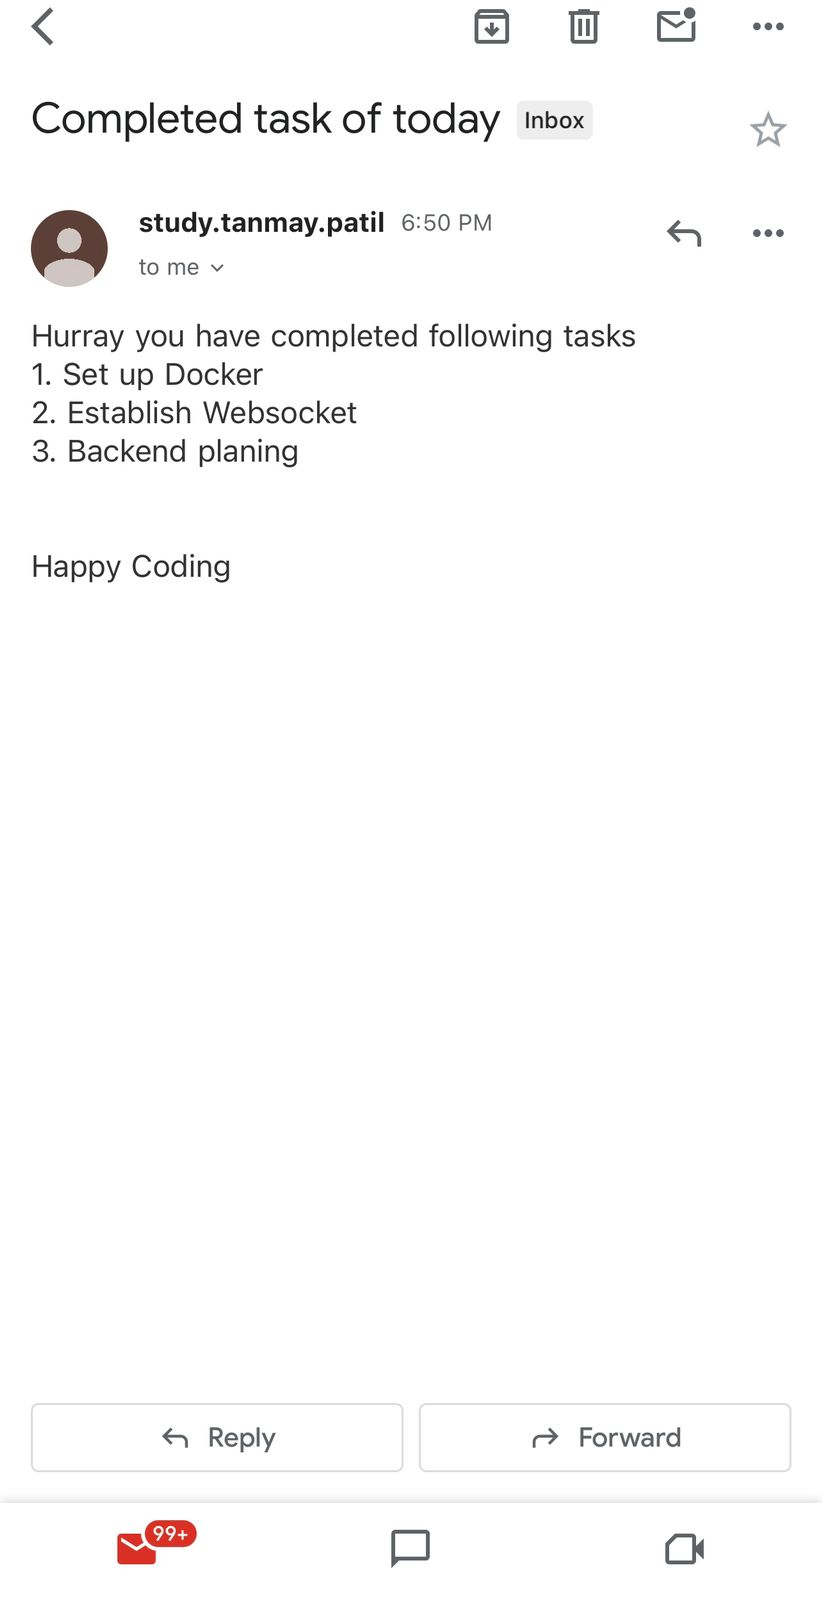 Completed task of today Inbox
study.tanmay.patil 6:50 PM
to me
Hurray you have completed following tasks
1. Set up Docker
2. Establish Websocket
3. Backend planing
Happy Coding
Reply
Forward
99+